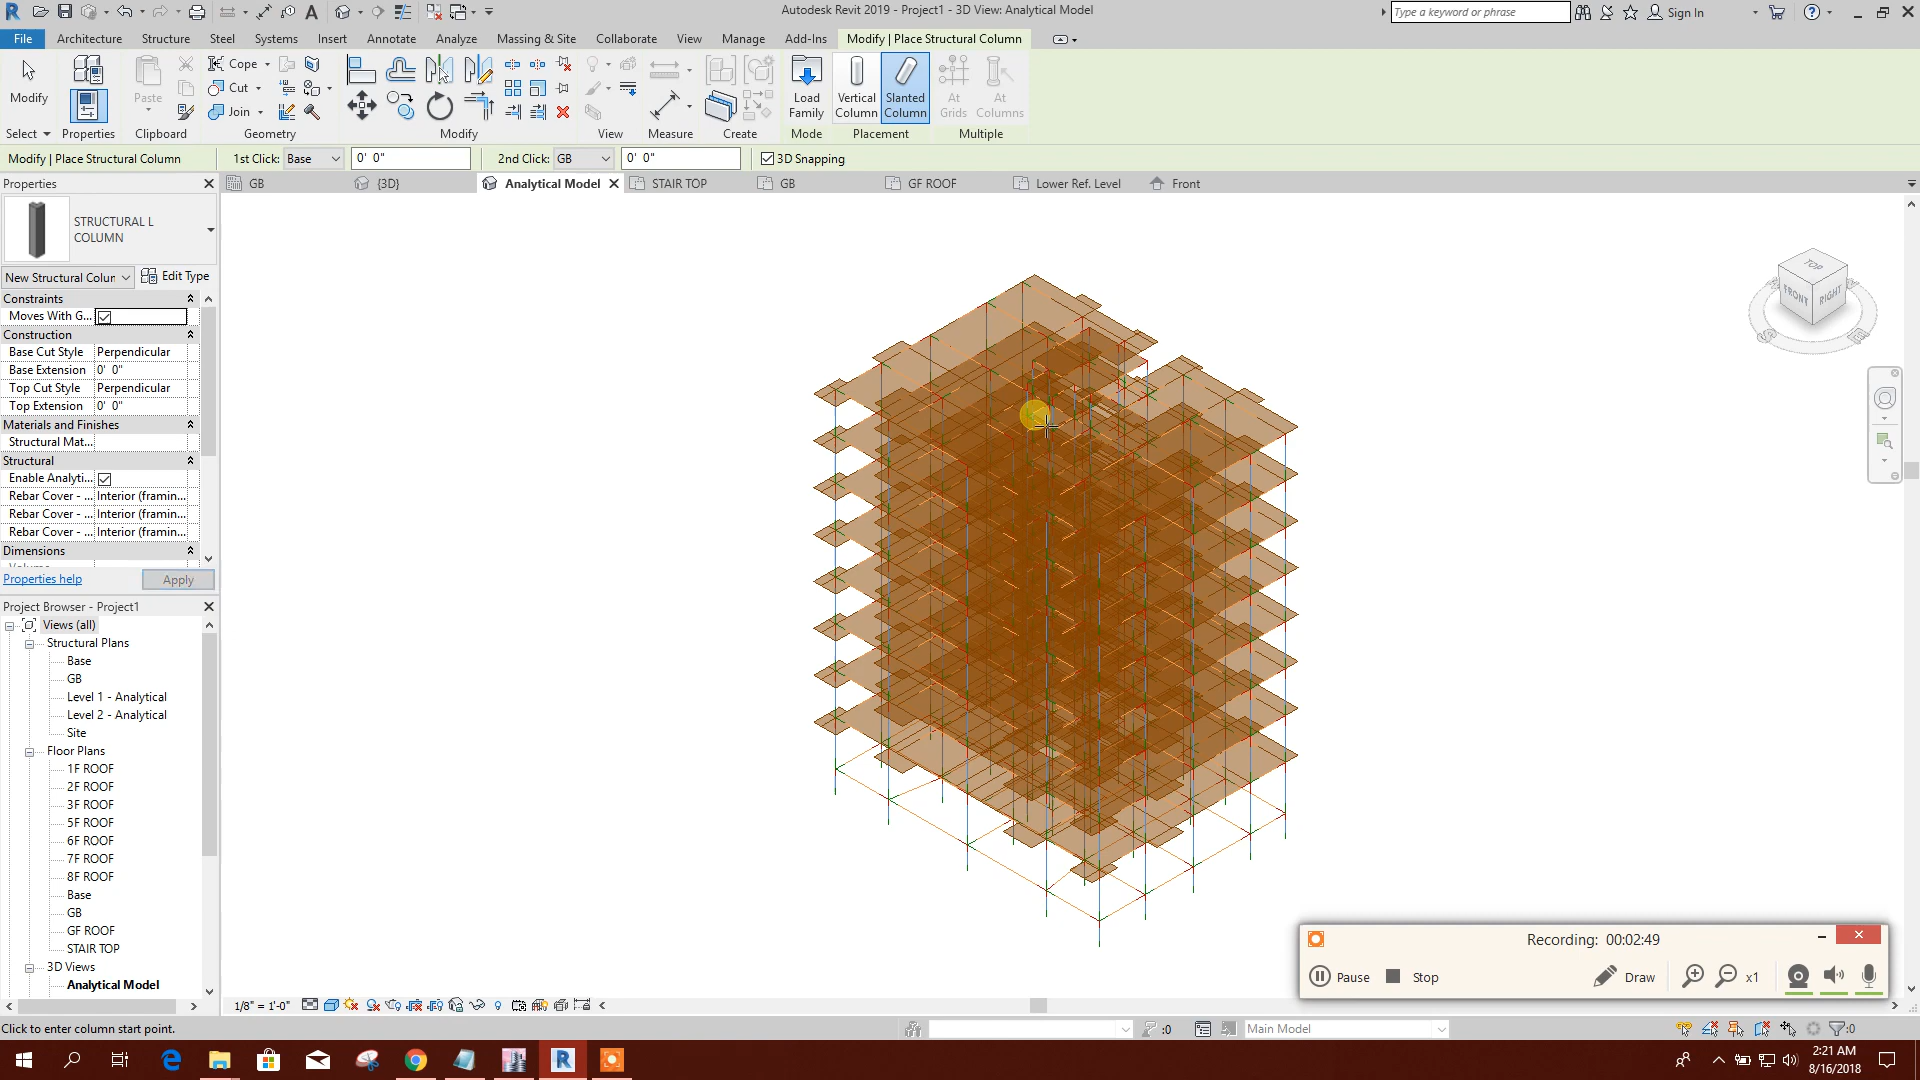 Autodesk Revit 2019 - Project1 - 3D View: Analytical Model
Type a keyword or phrase
Sign In
File
Architecture
Structure
Steel
Systems
Insert
Annotate
Analyze
Massing & Site
Collaborate
View
Manage
Add-Ins
Modify | Place Structural Column
Modify
Paste
Cope
Cut
Join
Load Family
Vertical Column
Slanted Column
At Grids
At Columns
Select
Properties
Clipboard
Geometry
Modify
View
Measure
Create
Mode
Placement
Multiple
Modify | Place Structural Column
1st Click: Base
0' 0"
2nd Click: GB
0' 0"
3D Snapping
Properties
GB
{3D}
Analytical Model
STAIR TOP
GB
GF ROOF
Lower Ref. Level
Front
STRUCTURAL L
COLUMN
New Structural Colur
Edit Type
Constraints
Moves With G...
Construction
Base Cut Style Perpendicular
Base Extension 0' 0"
Top Cut Style Perpendicular
Top Extension 0' 0"
Materials and Finishes
Structural Mat...
Structural
Enable Analyti...
Rebar Cover - ... Interior (framin...
Rebar Cover - ... Interior (framin...
Rebar Cover - ... Interior (framin...
Dimensions
Properties help
Apply
Project Browser - Project1
Views (all)
Structural Plans
Base
GB
Level 1 - Analytical
Level 2 - Analytical
Site
Floor Plans
1F ROOF
2F ROOF
3F ROOF
5F ROOF
6F ROOF
7F ROOF
8F ROOF
Base
GB
GF ROOF
STAIR TOP
3D Views
Analytical Model
TOP
FRONT
RIGHT
S
E
Recording: 00:02:49
Pause
Stop
Draw
x1
1/8" = 1'-0"
Click to enter column start point.
:0
Main Model
:0
2:21 AM
8/16/2018